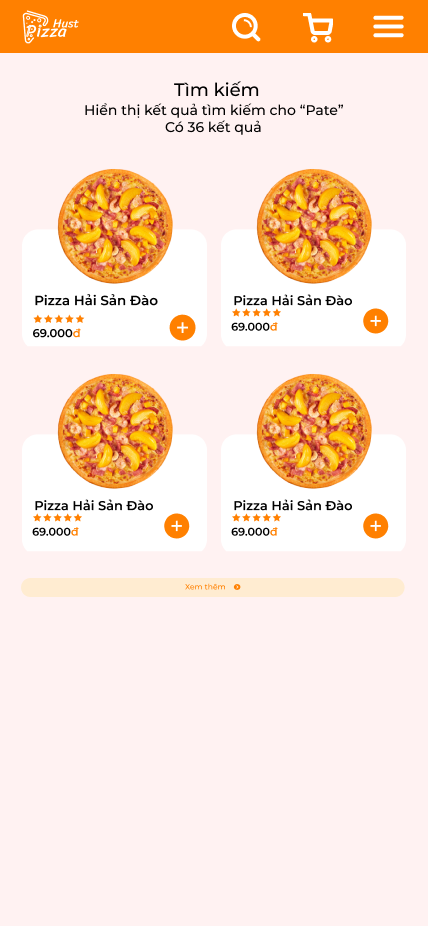 Hust
Pizza
Tìm kiếm
Hiển thị kết quả tìm kiếm cho “Pate”
Có 36 kết quả
Pizza Hải Sản Đào
69.000đ
Pizza Hải Sản Đào
69.000đ
Pizza Hải Sản Đào
69.000đ
Pizza Hải Sản Đào
69.000đ
Xem thêm